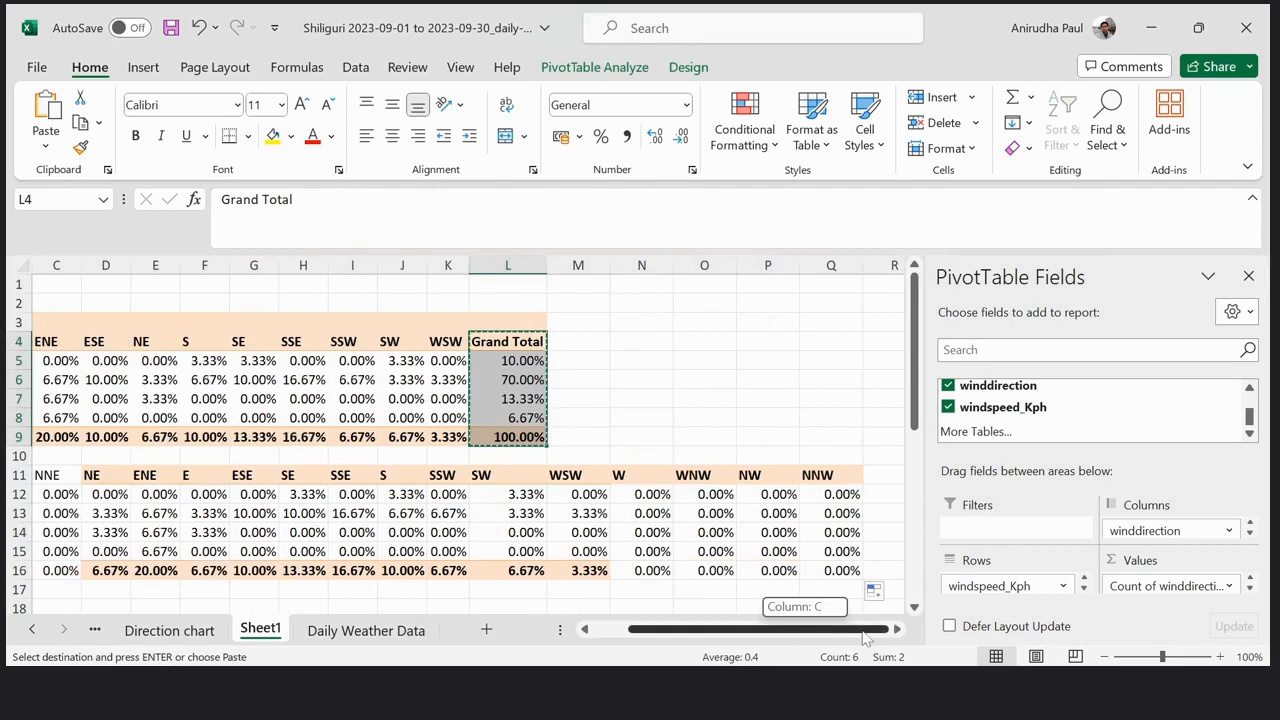 AutoSave Off Shiliguri 2023-09-01 to 2023-09-30_daily-... Search Anirudha Paul
File Home Insert Page Layout Formulas Data Review View Help PivotTable Analyze Design Comments Share
Paste
Clipboard
Calibri 11
B I U A
Font
ab
Alignment
General
%
Number
Conditional Formatting
Format as Table
Cell Styles
Styles
Insert
Delete
Format
Cells
Sort & Filter
Find & Select
Editing
Add-ins
Add-ins
L4 fx Grand Total
C D E F G H I J K L M N O P Q R
1
2
3
4 ENE ESE NE S SE SSE SSW SW WSW Grand Total
5 0.00% 0.00% 0.00% 3.33% 3.33% 0.00% 0.00% 3.33% 0.00% 10.00%
6 6.67% 10.00% 3.33% 6.67% 10.00% 16.67% 6.67% 3.33% 3.33% 70.00%
7 6.67% 0.00% 3.33% 0.00% 0.00% 0.00% 0.00% 0.00% 0.00% 13.33%
8 6.67% 0.00% 0.00% 0.00% 0.00% 0.00% 0.00% 0.00% 0.00% 6.67%
9 20.00% 10.00% 6.67% 10.00% 13.33% 16.67% 6.67% 6.67% 3.33% 100.00%
10
11 NNE NE ENE E ESE SE SSE S SSW SW WSW W WNW NW NNW
12 0.00% 0.00% 0.00% 0.00% 0.00% 3.33% 0.00% 3.33% 0.00% 3.33% 0.00% 0.00% 0.00% 0.00% 0.00%
13 0.00% 3.33% 6.67% 3.33% 10.00% 10.00% 16.67% 6.67% 6.67% 3.33% 3.33% 0.00% 0.00% 0.00% 0.00%
14 0.00% 3.33% 6.67% 3.33% 0.00% 0.00% 0.00% 0.00% 0.00% 0.00% 0.00% 0.00% 0.00% 0.00% 0.00%
15 0.00% 0.00% 6.67% 0.00% 0.00% 0.00% 0.00% 0.00% 0.00% 0.00% 0.00% 0.00% 0.00% 0.00% 0.00%
16 0.00% 6.67% 20.00% 6.67% 10.00% 13.33% 16.67% 10.00% 6.67% 6.67% 3.33% 0.00% 0.00% 0.00% 0.00%
17
18
Column: C
PivotTable Fields
Choose fields to add to report:
Search
winddirection
windspeed_Kph
More Tables...
Drag fields between areas below:
Filters Columns
winddirection
Rows Σ Values
windspeed_Kph Count of winddirecti...
Defer Layout Update Update
... Direction chart Sheet1 Daily Weather Data
Select destination and press ENTER or choose Paste Average: 0.4 Count: 6 Sum: 2 100%